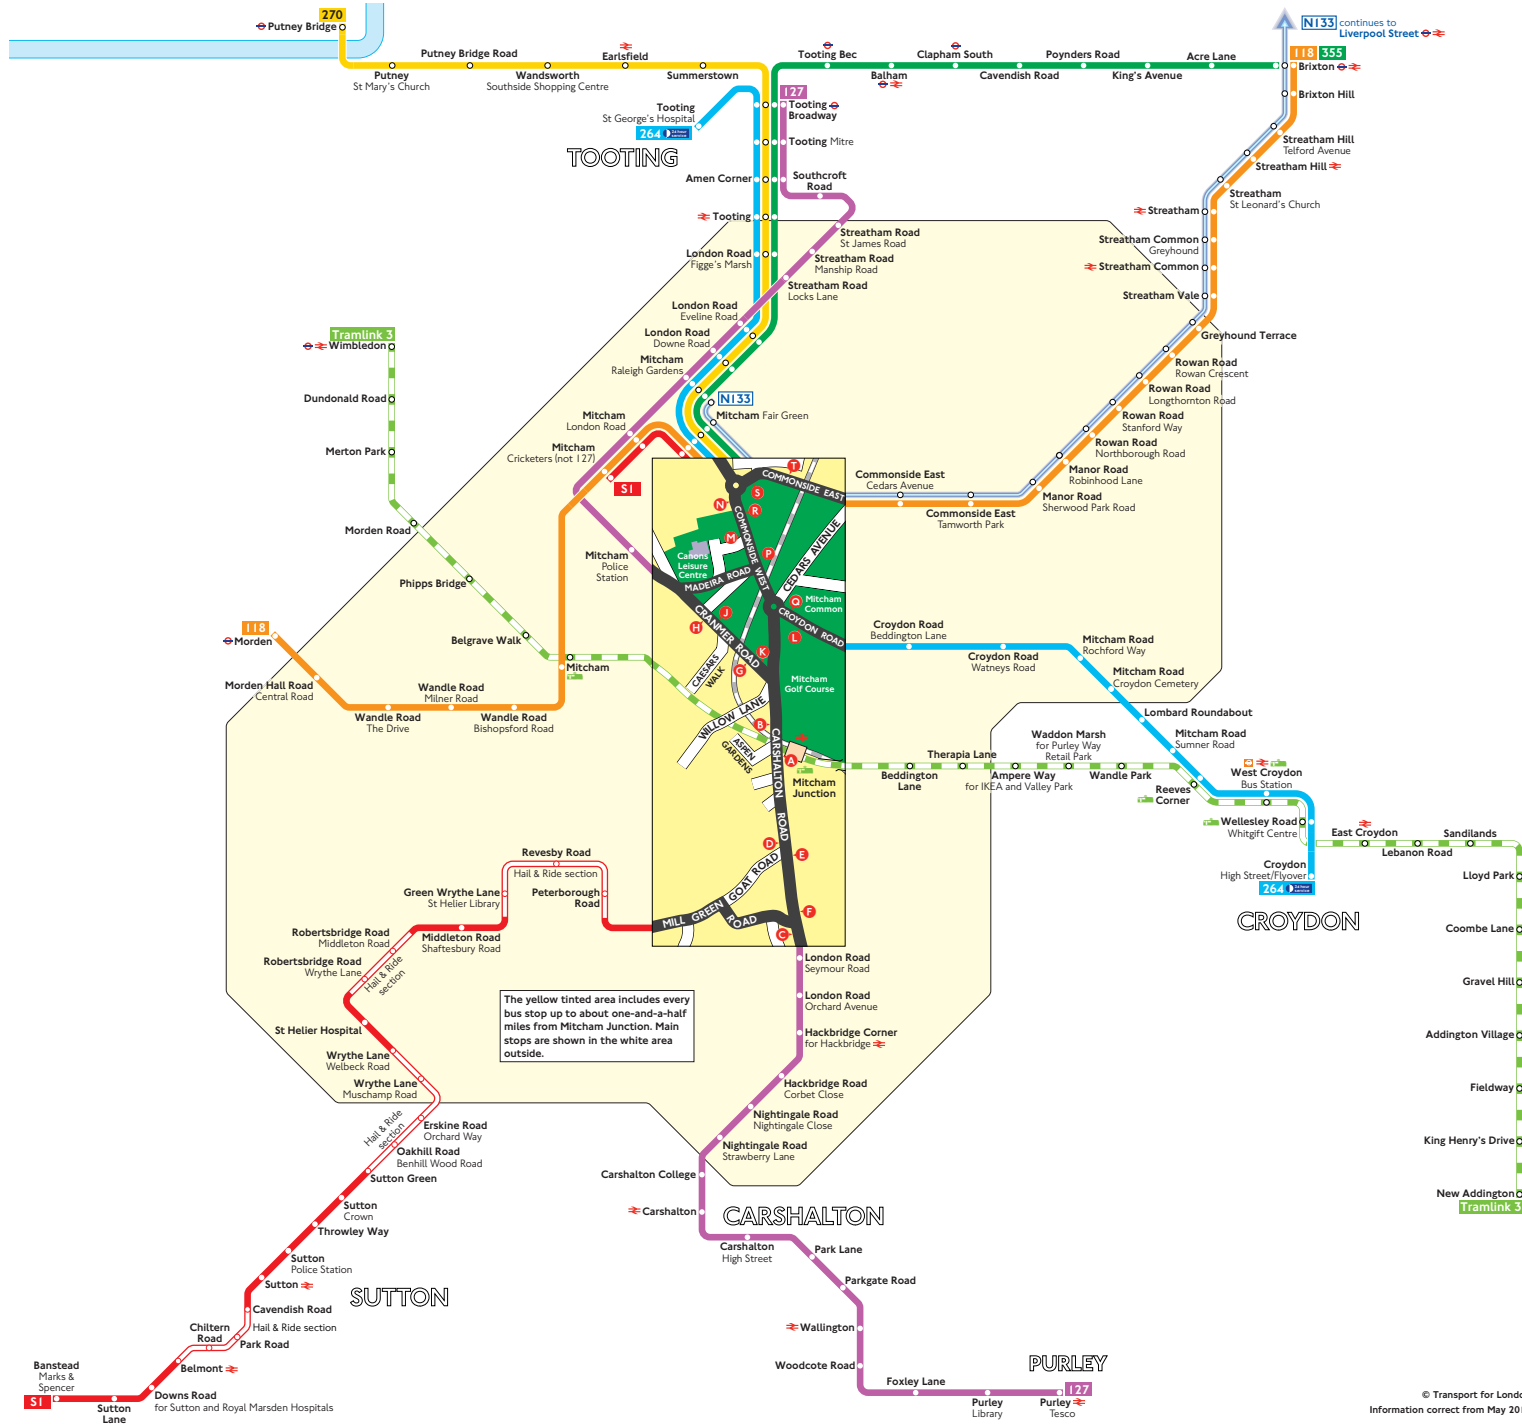 270
Putney Bridge
Putney
St Mary's Church
Putney Bridge Road
Wandsworth
Southside Shopping Centre
Earlsfield
Summerstown
Tooting
St George's Hospital
264
24 hour
service
TOOTING
127
Tooting
Broadway
Tooting Mitre
Amen Corner
Southcroft
Road
Tooting
London Road
Figge's Marsh
Tooting Bec
Balham
Clapham South
Cavendish Road
Poynders Road
King's Avenue
Acre Lane
N133 continues to
Liverpool Street
118 355
Brixton
Brixton Hill
Streatham Hill
Telford Avenue
Streatham Hill
Streatham
St Leonard's Church
Streatham
Streatham Common
Greyhound
Streatham Common
Streatham Vale
Greyhound Terrace
Rowan Road
Rowan Crescent
Rowan Road
Longthornton Road
Rowan Road
Stanford Way
Rowan Road
Northborough Road
Manor Road
Robinhood Lane
Manor Road
Sherwood Park Road
Commonside East
Cedars Avenue
Commonside East
Tamworth Park
Streatham Road
St James Road
Streatham Road
Manship Road
Streatham Road
Locks Lane
London Road
Eveline Road
London Road
Downe Road
Mitcham
Raleigh Gardens
N133
Mitcham Fair Green
Mitcham
London Road
Mitcham
Cricketers (not 127)
S1
Mitcham
Police
Station
Tramlink 3
Wimbledon
Dundonald Road
Merton Park
Morden Road
Phipps Bridge
Belgrave Walk
Mitcham
118
Morden
Morden Hall Road
Central Road
Wandle Road
The Drive
Wandle Road
Milner Road
Wandle Road
Bishopsford Road
COMMONSIDE EAST
COMMONSIDE WEST
CEDARS AVENUE
Canons
Leisure
Centre
MADEIRA ROAD
CRANMER ROAD
CROYDON ROAD
Mitcham
Common
CAESARS
WALK
Mitcham
Golf Course
WILLOW LANE
ASPEN
GARDENS
CARSHALTON ROAD
Mitcham
Junction
GOAT ROAD
MILL GREEN
ROAD
T
S
N
R
M
P
Q
J
H
L
K
G
B
A
D
E
F
C
Croydon Road
Beddington Lane
Croydon Road
Watneys Road
Mitcham Road
Rochford Way
Mitcham Road
Croydon Cemetery
Lombard Roundabout
Mitcham Road
Sumner Road
West Croydon
Bus Station
Beddington
Lane
Therapia Lane
Ampere Way
for IKEA and Valley Park
Waddon Marsh
for Purley Way
Retail Park
Wandle Park
Reeves
Corner
Wellesley Road
Whitgift Centre
Croydon
High Street/Flyover
264
24 hour
service
CROYDON
East Croydon
Lebanon Road
Sandilands
Lloyd Park
Coombe Lane
Gravel Hill
Addington Village
Fieldway
King Henry's Drive
New Addington
Tramlink 3
Revesby Road
Hail & Ride section
Green Wrythe Lane
St Helier Library
Peterborough
Road
Middleton Road
Shaftesbury Road
Robertsbridge Road
Middleton Road
Robertsbridge Road
Wrythe Lane
Hail & Ride
section
St Helier Hospital
Wrythe Lane
Welbeck Road
Wrythe Lane
Muschamp Road
Hail & Ride
section
Erskine Road
Orchard Way
Oakhill Road
Benhill Wood Road
Sutton Green
Sutton
Crown
Throwley Way
Sutton
Police Station
Sutton
SUTTON
Cavendish Road
Hail & Ride section
Chiltern
Road
Park Road
Belmont
Banstead
Marks &
Spencer
S1
Sutton
Lane
Downs Road
for Sutton and Royal Marsden Hospitals
The yellow tinted area includes every
bus stop up to about one-and-a-half
miles from Mitcham Junction. Main
stops are shown in the white area
outside.
London Road
Seymour Road
London Road
Orchard Avenue
Hackbridge Corner
for Hackbridge
Hackbridge Road
Corbet Close
Nightingale Road
Nightingale Close
Nightingale Road
Strawberry Lane
Carshalton College
Carshalton
CARSHALTON
Carshalton
High Street
Park Lane
Parkgate Road
Wallington
Woodcote Road
Foxley Lane
PURLEY
Purley
Library
127
Purley
Tesco
© Transport for Londo
Information correct from May 20